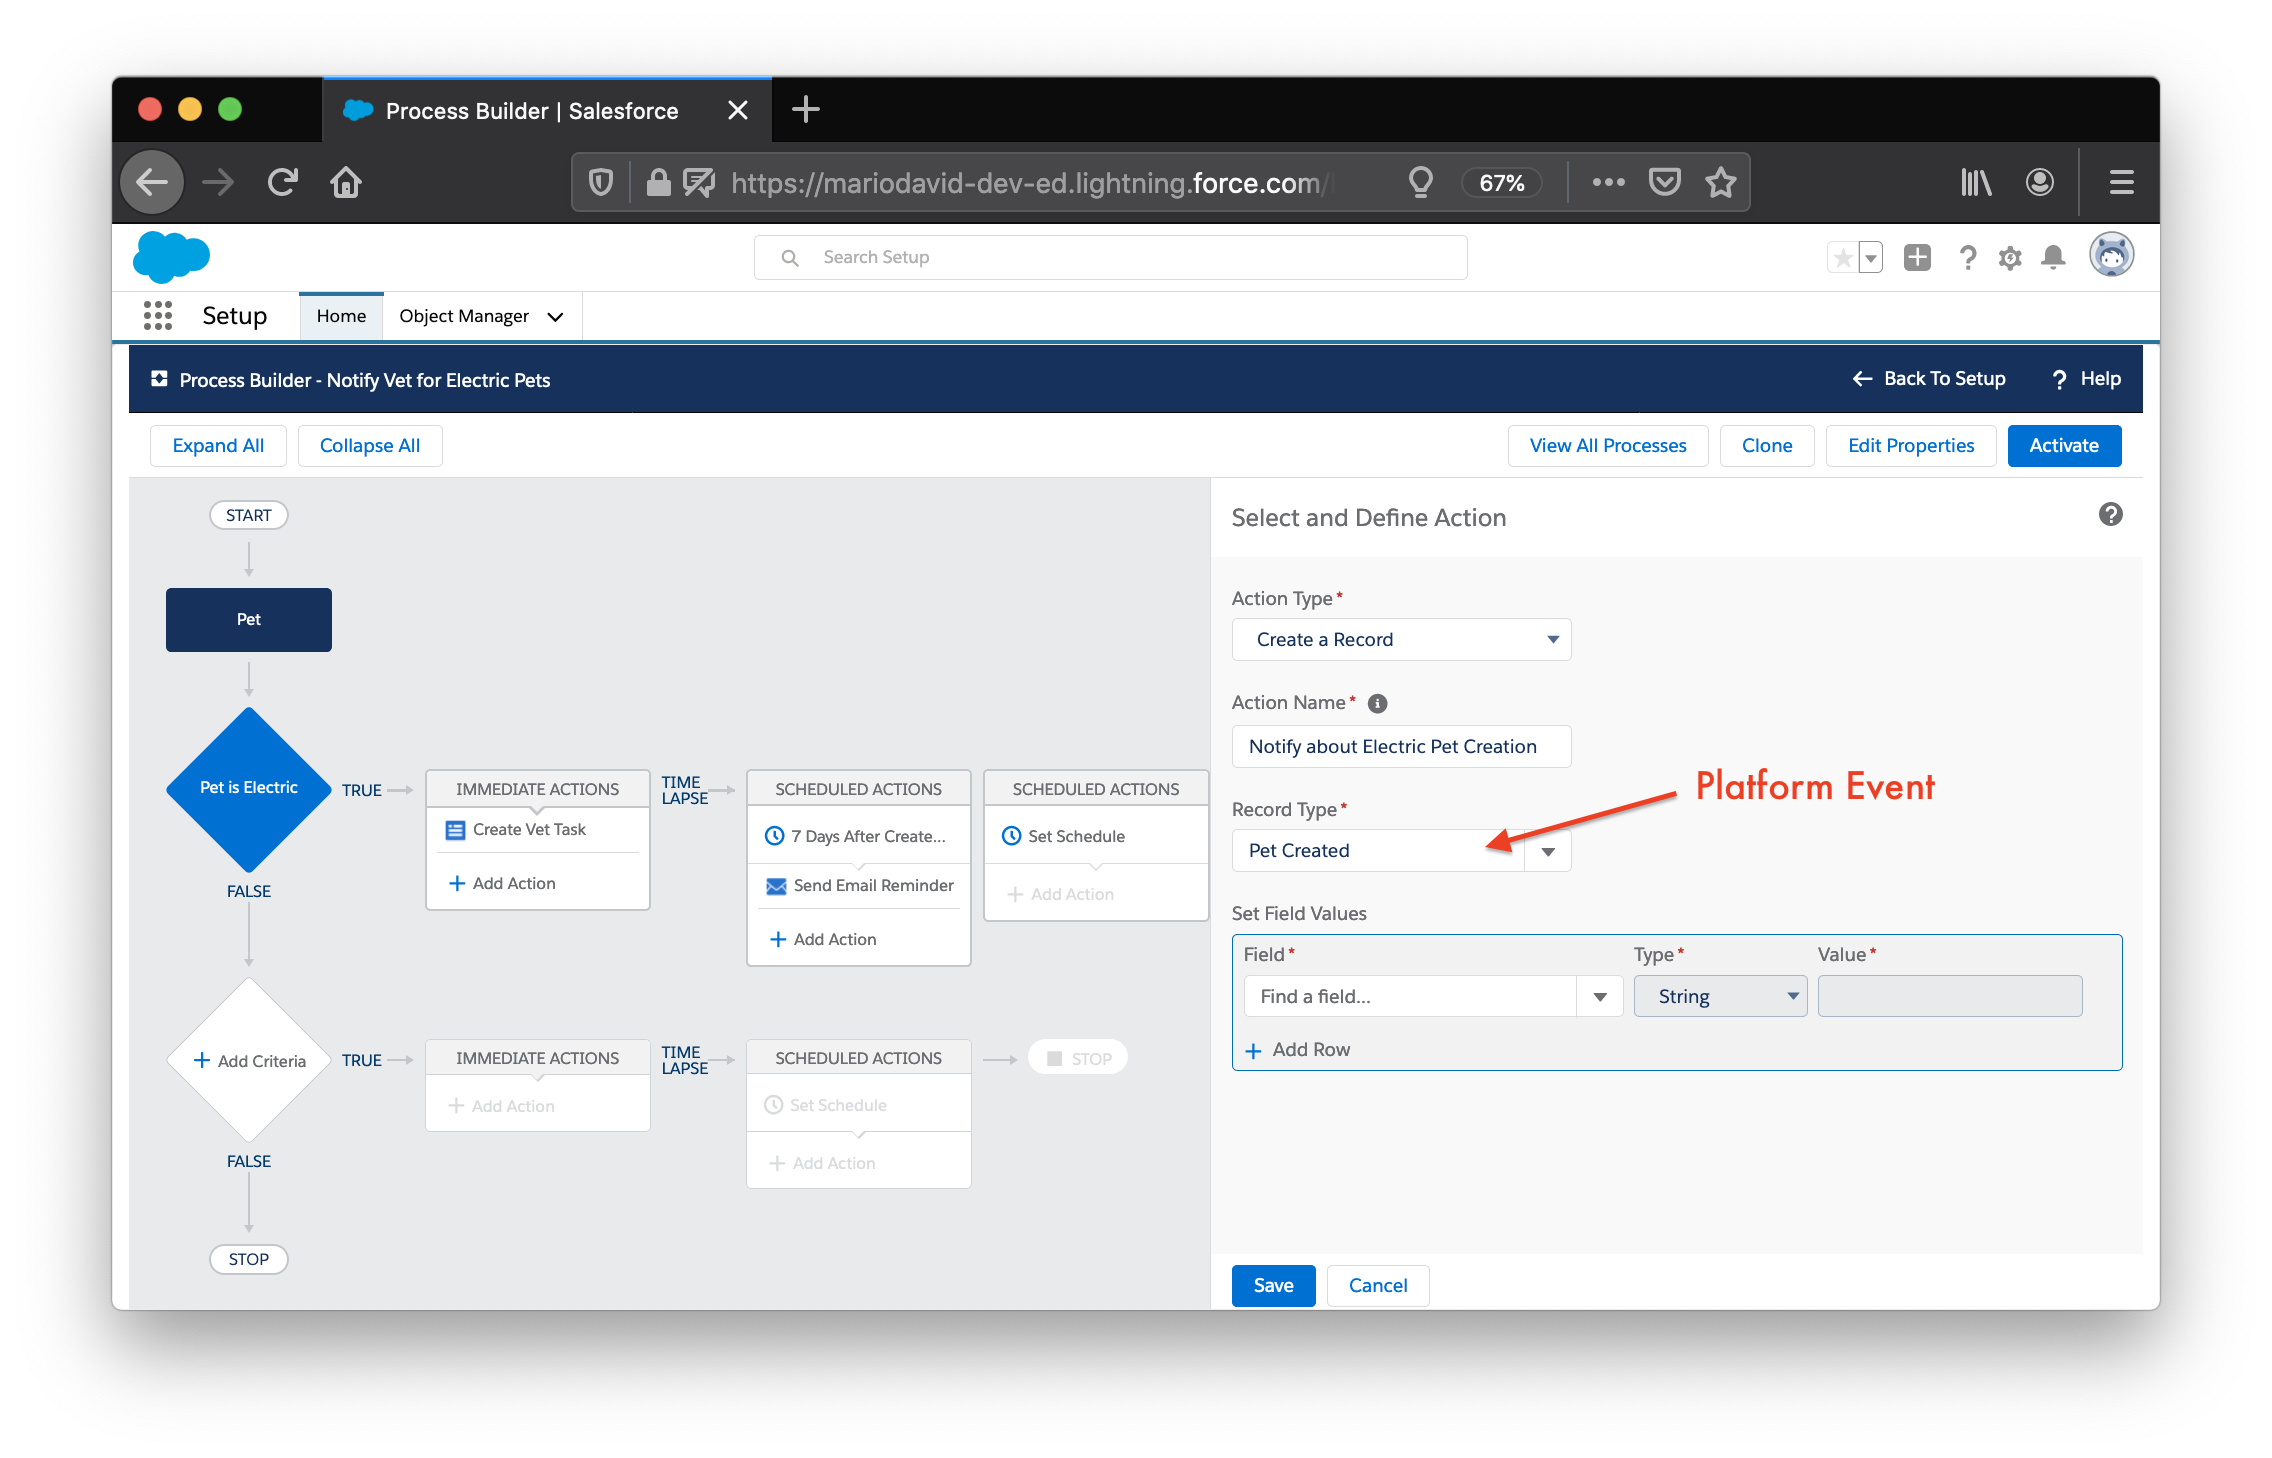 Process Builder | Salesforce
https://mariodavid-dev-ed.lightning.force.com/
67%
Search Setup
Setup
Home
Object Manager
Process Builder - Notify Vet for Electric Pets
Back To Setup
? Help
Expand All
Collapse All
View All Processes
Clone
Edit Properties
Activate
START
Pet
Pet is Electric
TRUE
IMMEDIATE ACTIONS
Create Vet Task
+ Add Action
TIME
LAPSE
SCHEDULED ACTIONS
7 Days After Create...
Send Email Reminder
+ Add Action
SCHEDULED ACTIONS
Set Schedule
+ Add Action
FALSE
+ Add Criteria
TRUE
IMMEDIATE ACTIONS
+ Add Action
TIME
LAPSE
SCHEDULED ACTIONS
Set Schedule
+ Add Action
STOP
FALSE
STOP
Select and Define Action
Action Type*
Create a Record
Action Name*
Notify about Electric Pet Creation
Platform Event
Record Type*
Pet Created
Set Field Values
Field*
Type*
Value*
Find a field...
String
+ Add Row
Save
Cancel